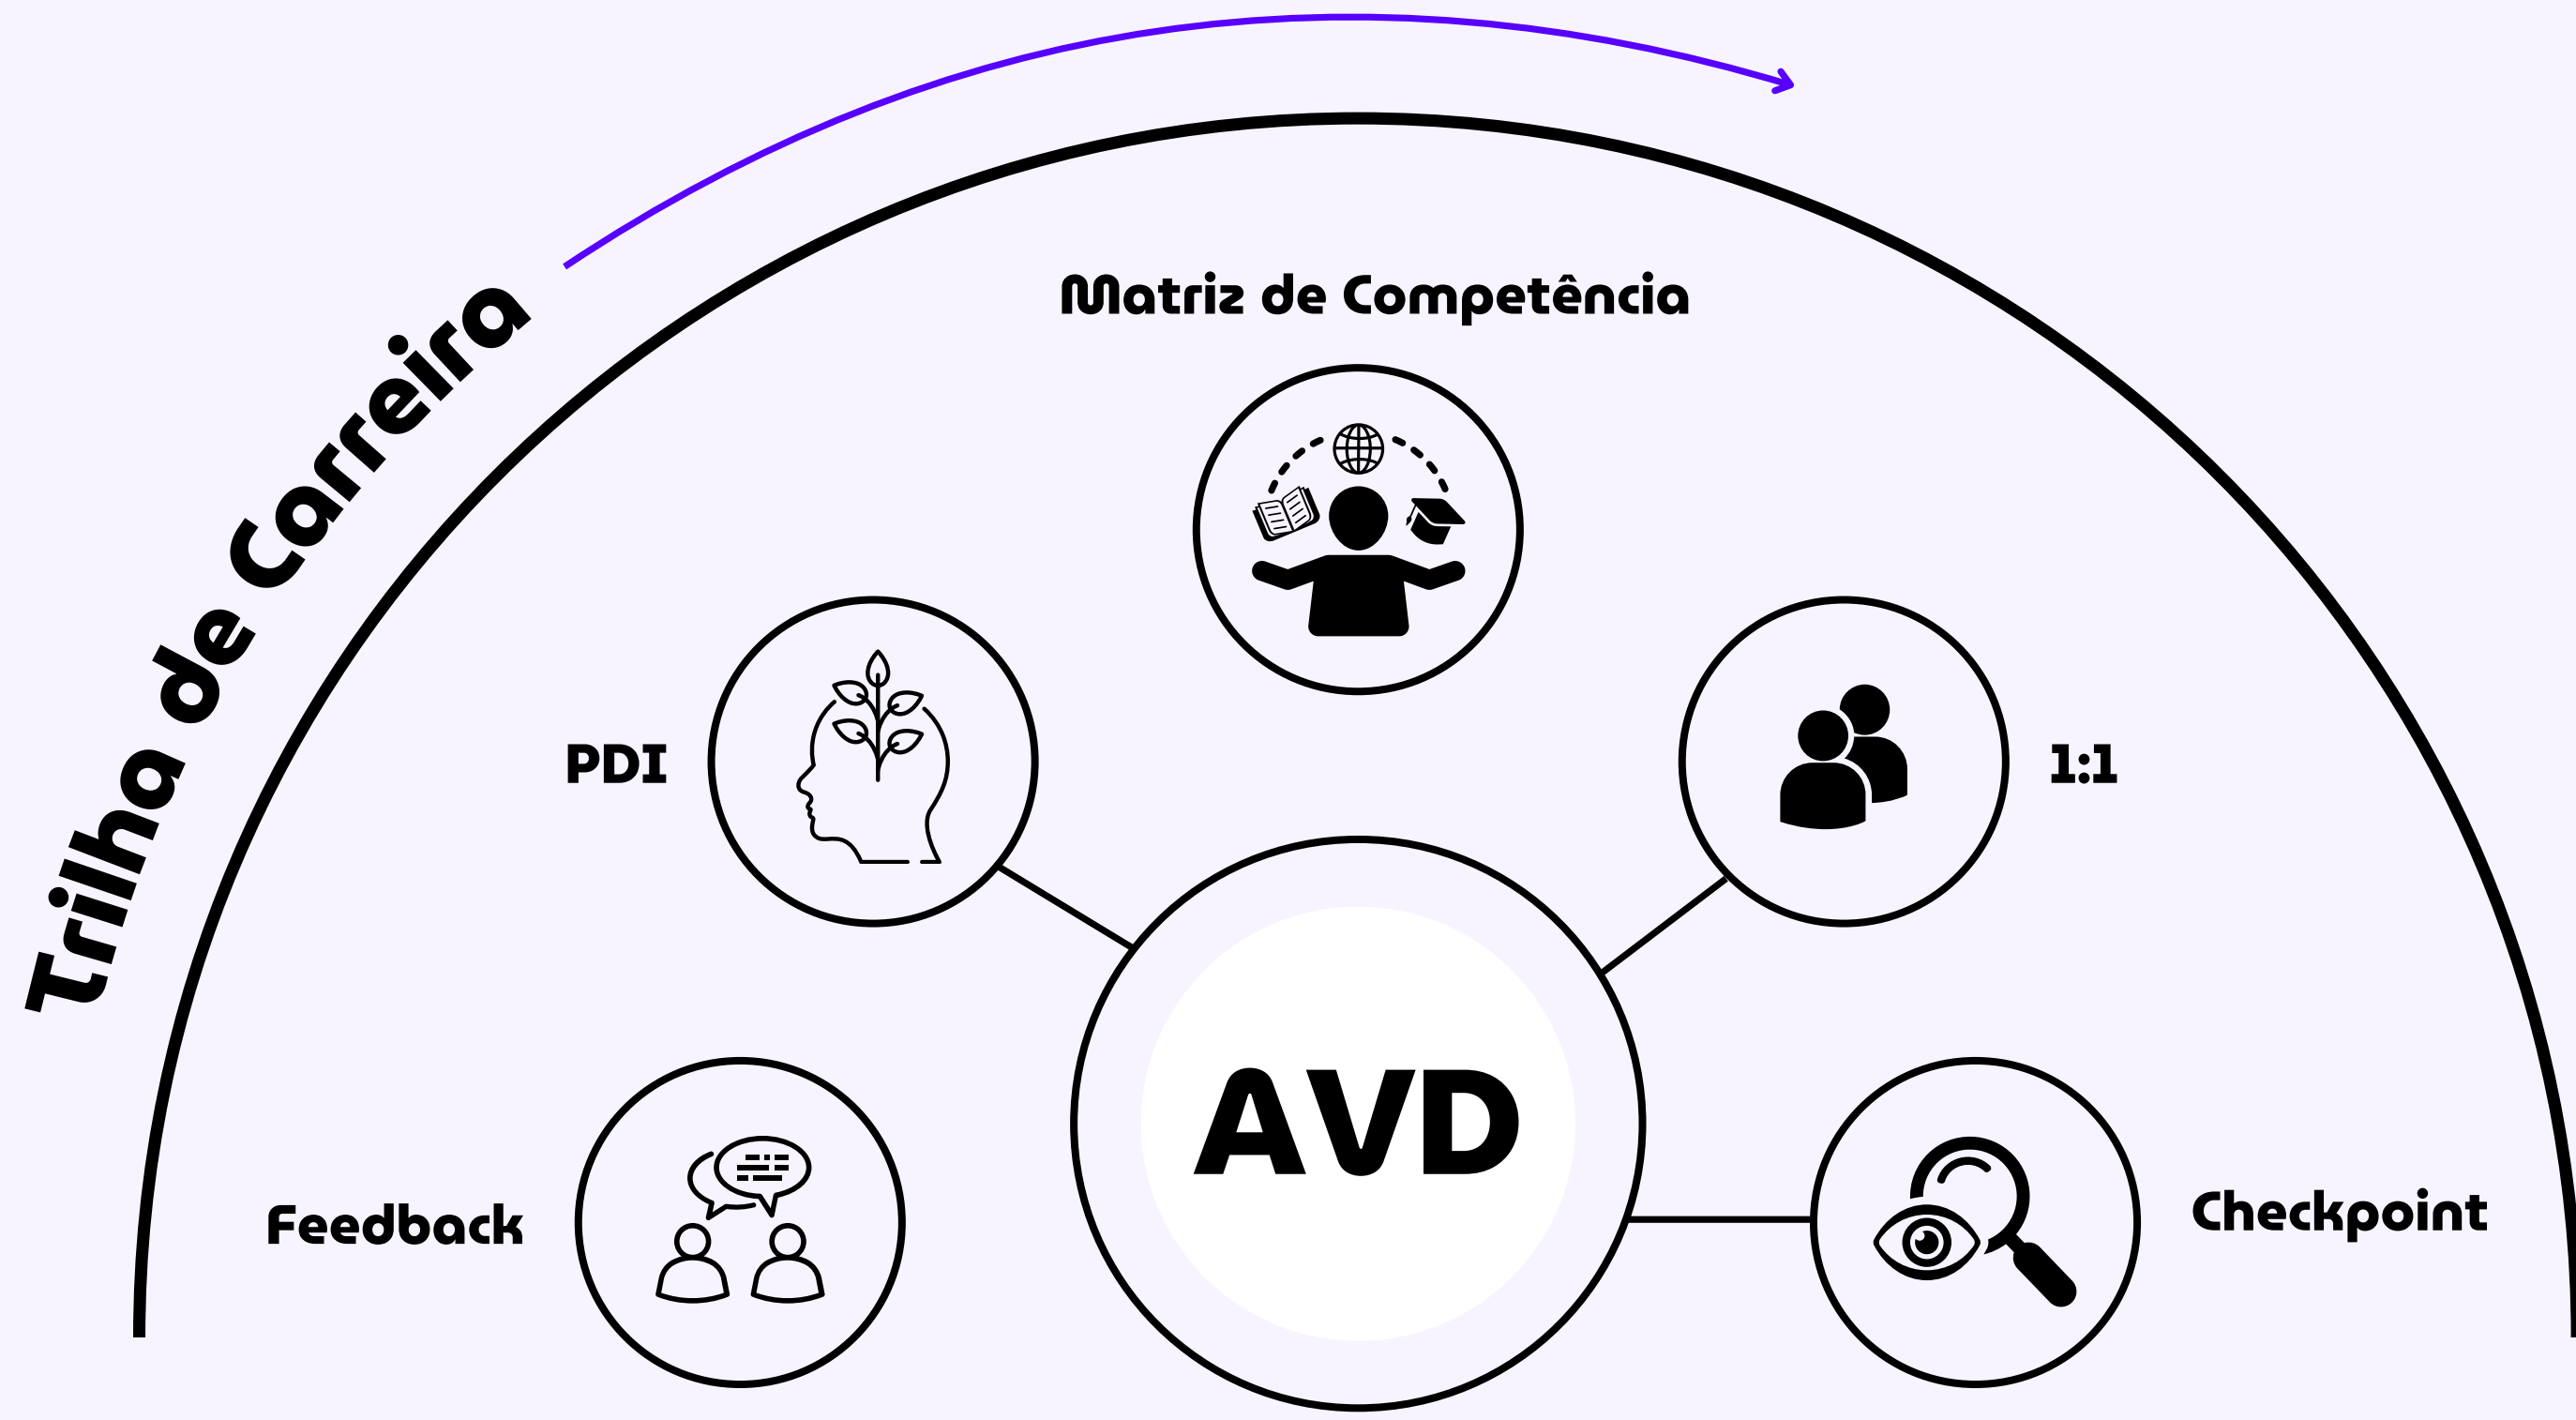 Trilha de Carreira
Matriz de Competência
PDI
1:1
AVD
Feedback
Checkpoint